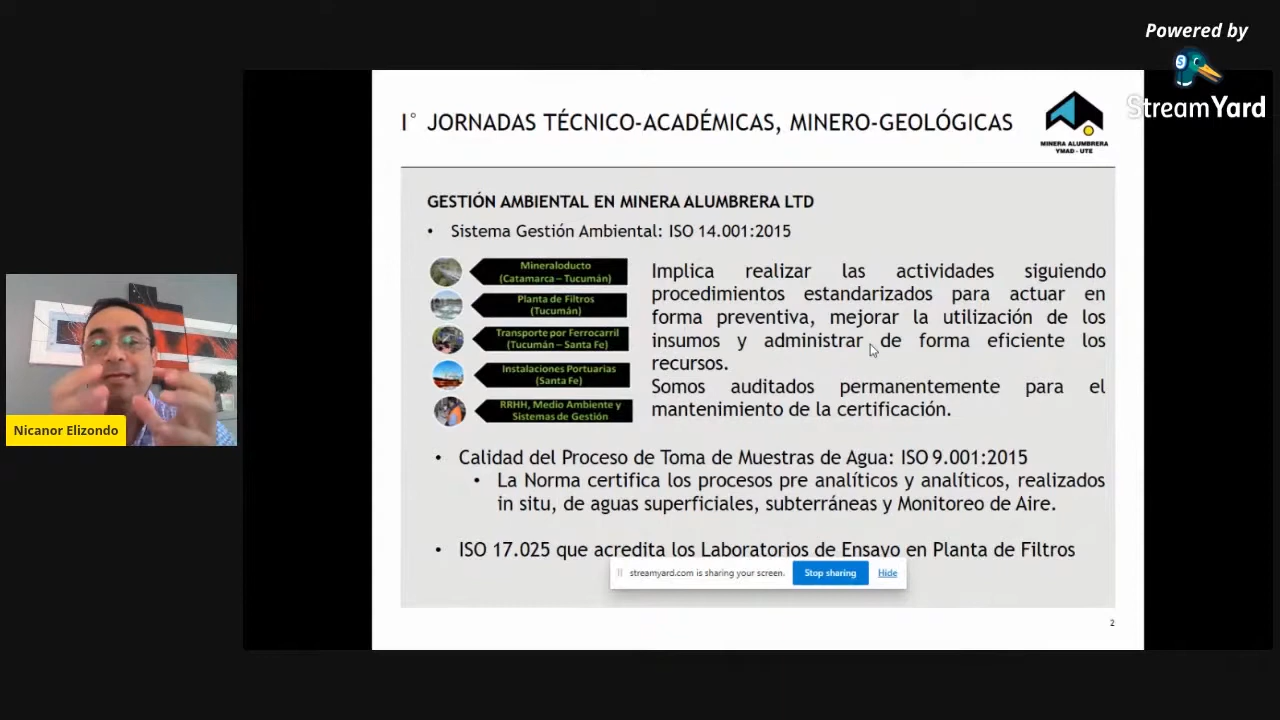 Powered by
StreamYard
I° JORNADAS TÉCNICO-ACADÉMICAS, MINERO-GEOLÓGICAS
MINERA ALUMBRERA
YMAD - UTE
GESTIÓN AMBIENTAL EN MINERA ALUMBRERA LTD
• Sistema Gestión Ambiental: ISO 14.001:2015
Mineraloducto
(Catamarca – Tucumán)
Planta de Filtros
(Tucumán)
Transporte por Ferrocarril
(Tucumán – Santa Fe)
Instalaciones Portuarias
(Santa Fe)
RRHH, Medio Ambiente y
Sistemas de Gestión
Implica realizar las actividades siguiendo
procedimientos estandarizados para actuar en
forma preventiva, mejorar la utilización de los
insumos y administrar de forma eficiente los
recursos.
Somos auditados permanentemente para el
mantenimiento de la certificación.
• Calidad del Proceso de Toma de Muestras de Agua: ISO 9.001:2015
• La Norma certifica los procesos pre analíticos y analíticos, realizados
in situ, de aguas superficiales, subterráneas y Monitoreo de Aire.
• ISO 17.025 que acredita los Laboratorios de Ensayo en Planta de Filtros
streamyard.com is sharing your screen.
Stop sharing
Hide
2
Nicanor Elizondo